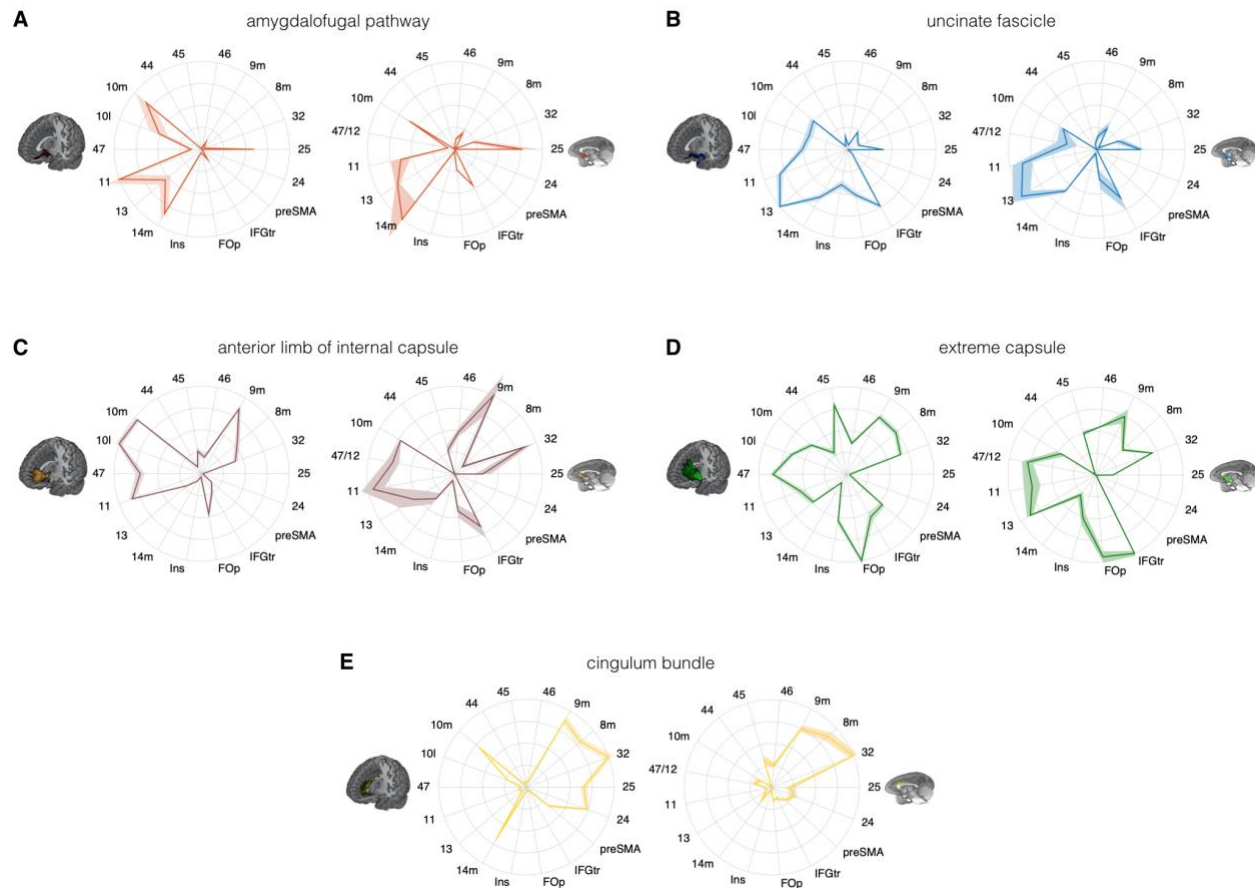 A
amygdalofugal pathway
45 46
44 9m
10m 8m
10l 32
47 25
11 24
13 preSMA
14m IFGtr
Ins FOp
45 46
44 9m
10m 8m
47/12 32
11 25
13 24
14m preSMA
Ins IFGtr
FOp
B
uncinate fascicle
45 46
44 9m
10m 8m
10l 32
47 25
11 24
13 preSMA
14m IFGtr
Ins FOp
45 46
44 9m
10m 8m
47/12 32
11 25
13 24
14m preSMA
Ins IFGtr
FOp
C
anterior limb of internal capsule
45 46
44 9m
10m 8m
10l 32
47 25
11 24
13 preSMA
14m IFGtr
Ins FOp
45 46
44 9m
10m 8m
47/12 32
11 25
13 24
14m preSMA
Ins IFGtr
FOp
D
extreme capsule
45 46
44 9m
10m 8m
10l 32
47 25
11 24
13 preSMA
14m IFGtr
Ins FOp
45 46
44 9m
10m 8m
47/12 32
11 25
13 24
14m preSMA
Ins IFGtr
FOp
E
cingulum bundle
45 46
44 9m
10m 8m
10l 32
47 25
11 24
13 preSMA
14m IFGtr
Ins FOp
45 46
44 9m
10m 8m
47/12 32
11 25
13 24
14m preSMA
Ins IFGtr
FOp